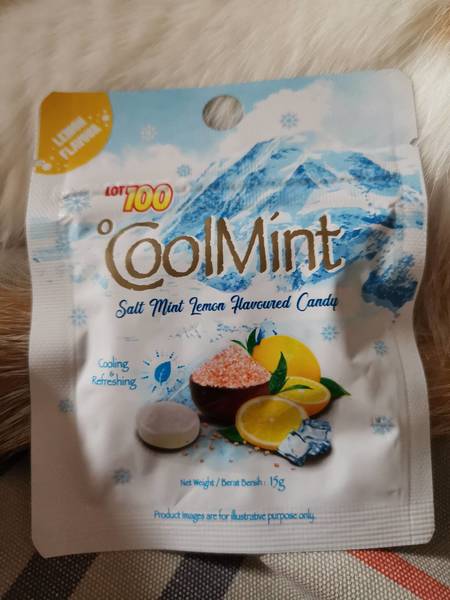 LEMON
FLAVOUR
LOT 100
°CoolMint
Salt Mint Lemon Flavoured Candy
Cooling
&
Refreshing
Net Weight / Berat Bersih : 15g
Product images are for illustrative purpose only.